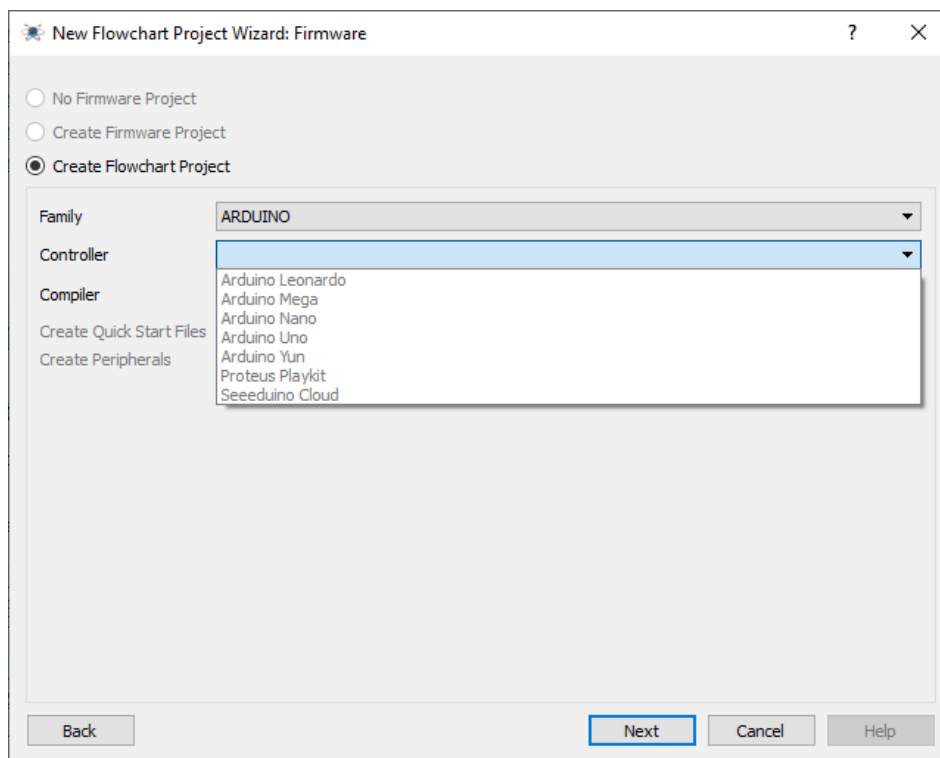 New Flowchart Project Wizard: Firmware
?
No Firmware Project
Create Firmware Project
Create Flowchart Project
Family ARDUINO
Controller
Arduino Leonardo
Compiler
Arduino Mega
Arduino Nano
Create Quick Start Files
Arduino Uno
Create Peripherals
Arduino Yun
Proteus Playkit
Seeeduino Cloud
Back Next Cancel Help